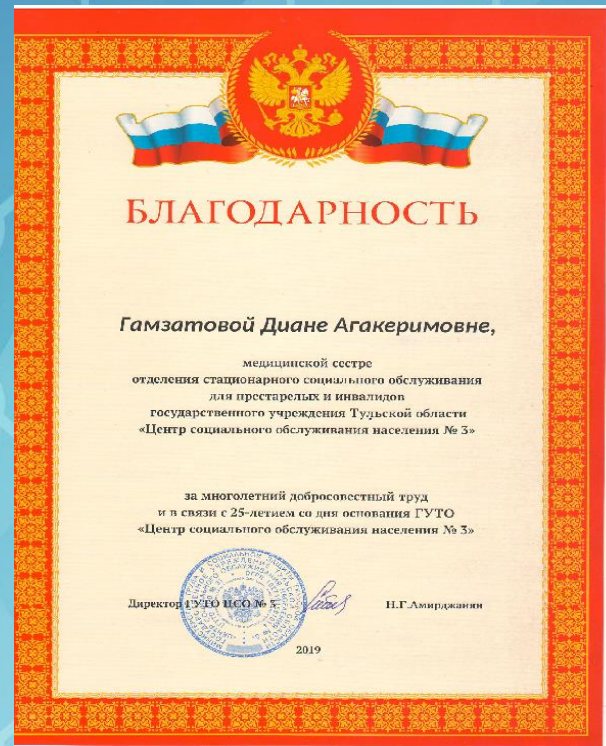 БЛАГОДАРНОСТЬ
Гамзатовой Диане Агакеримовне,
медицинской сестре
отделения стационарного социального обслуживания
для престарелых и инвалидов
государственного учреждения Тульской области
«Центр социального обслуживания населения № 3»
за многолетний добросовестный труд
и в связи с 25-летием со дня основания ГУТО
«Центр социального обслуживания населения № 3»
Директор ГУТО ЦСО № 3 Н.Г.Амирджанян
2019